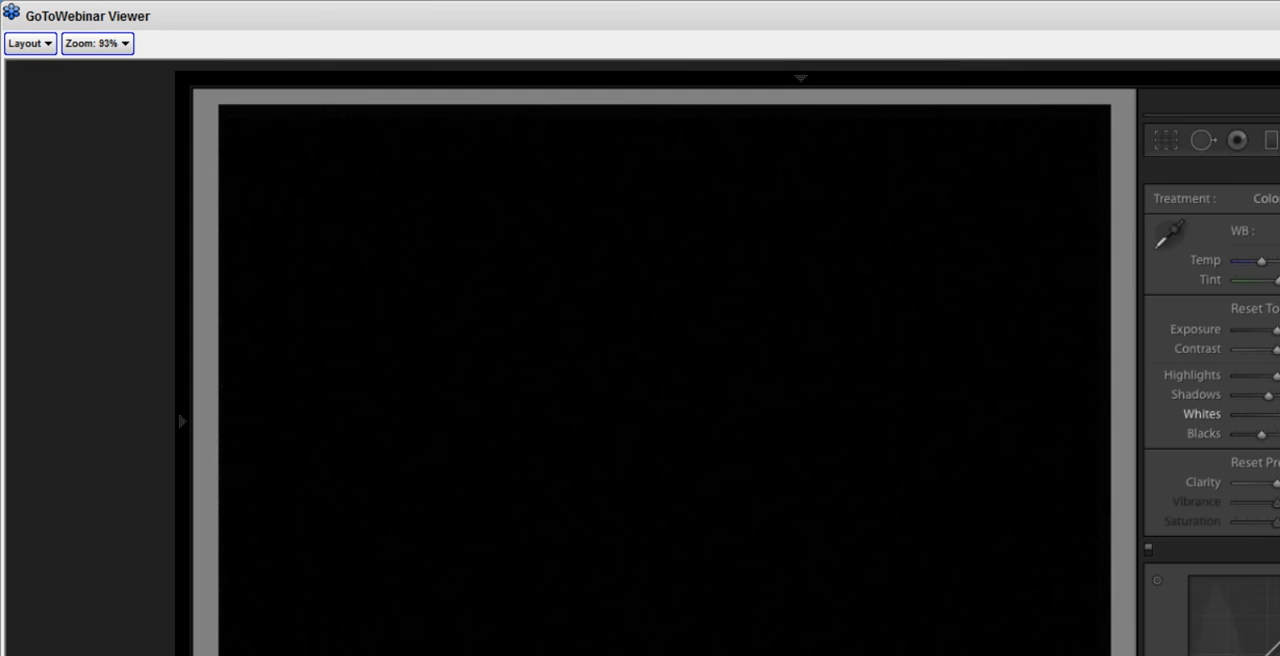 GoToWebinar Viewer
Layout Zoom: 93%
Treatment : Colo
WB :
Temp
Tint
Reset To
Exposure
Contrast
Highlights
Shadows
Whites
Blacks
Reset Pr
Clarity
Vibrance
Saturation